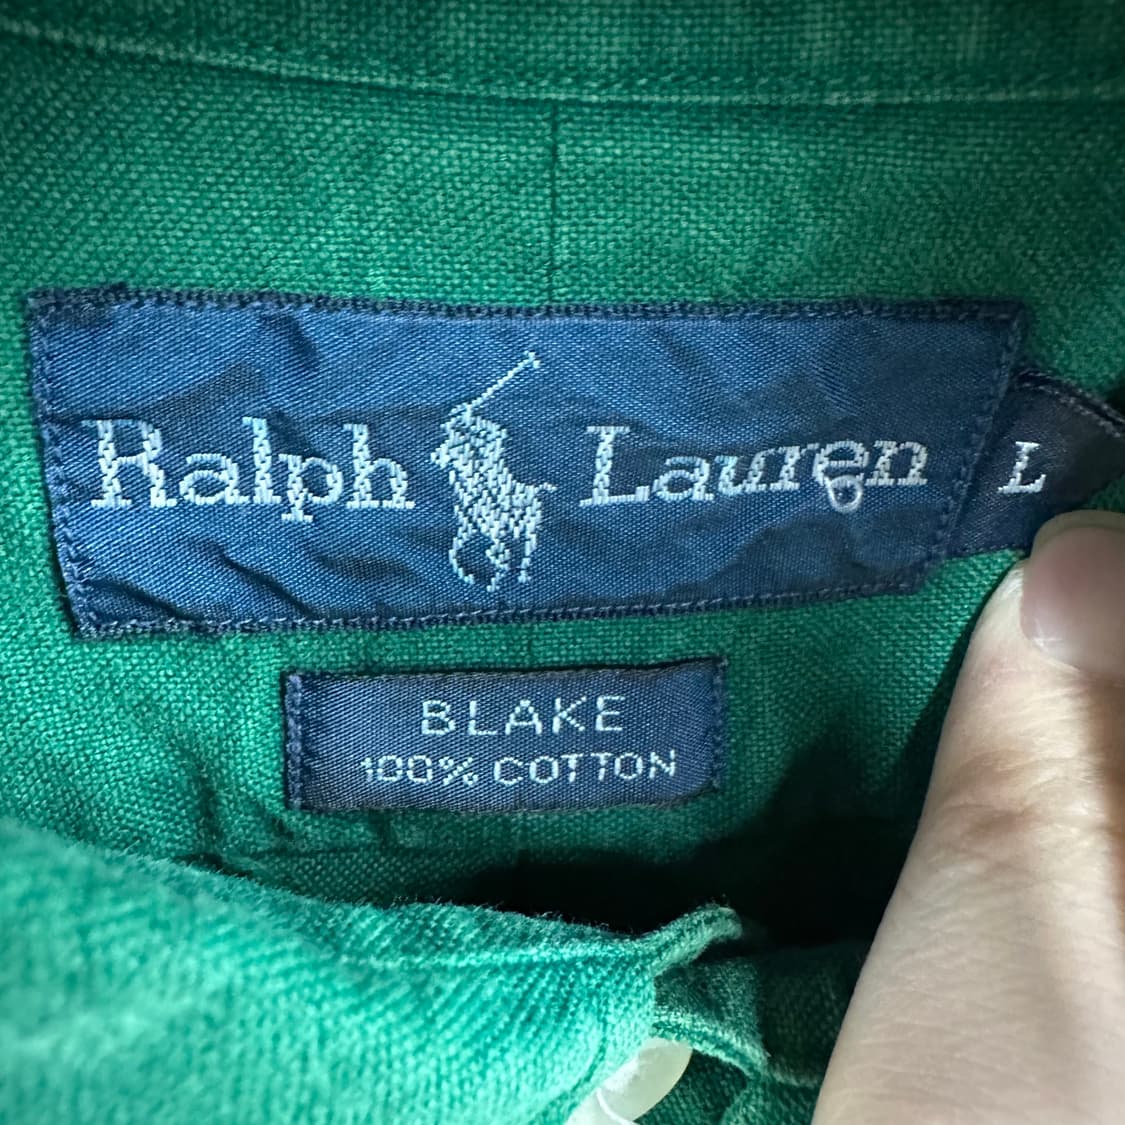 Ralph Lauren
L
BLAKE
100% COTTON